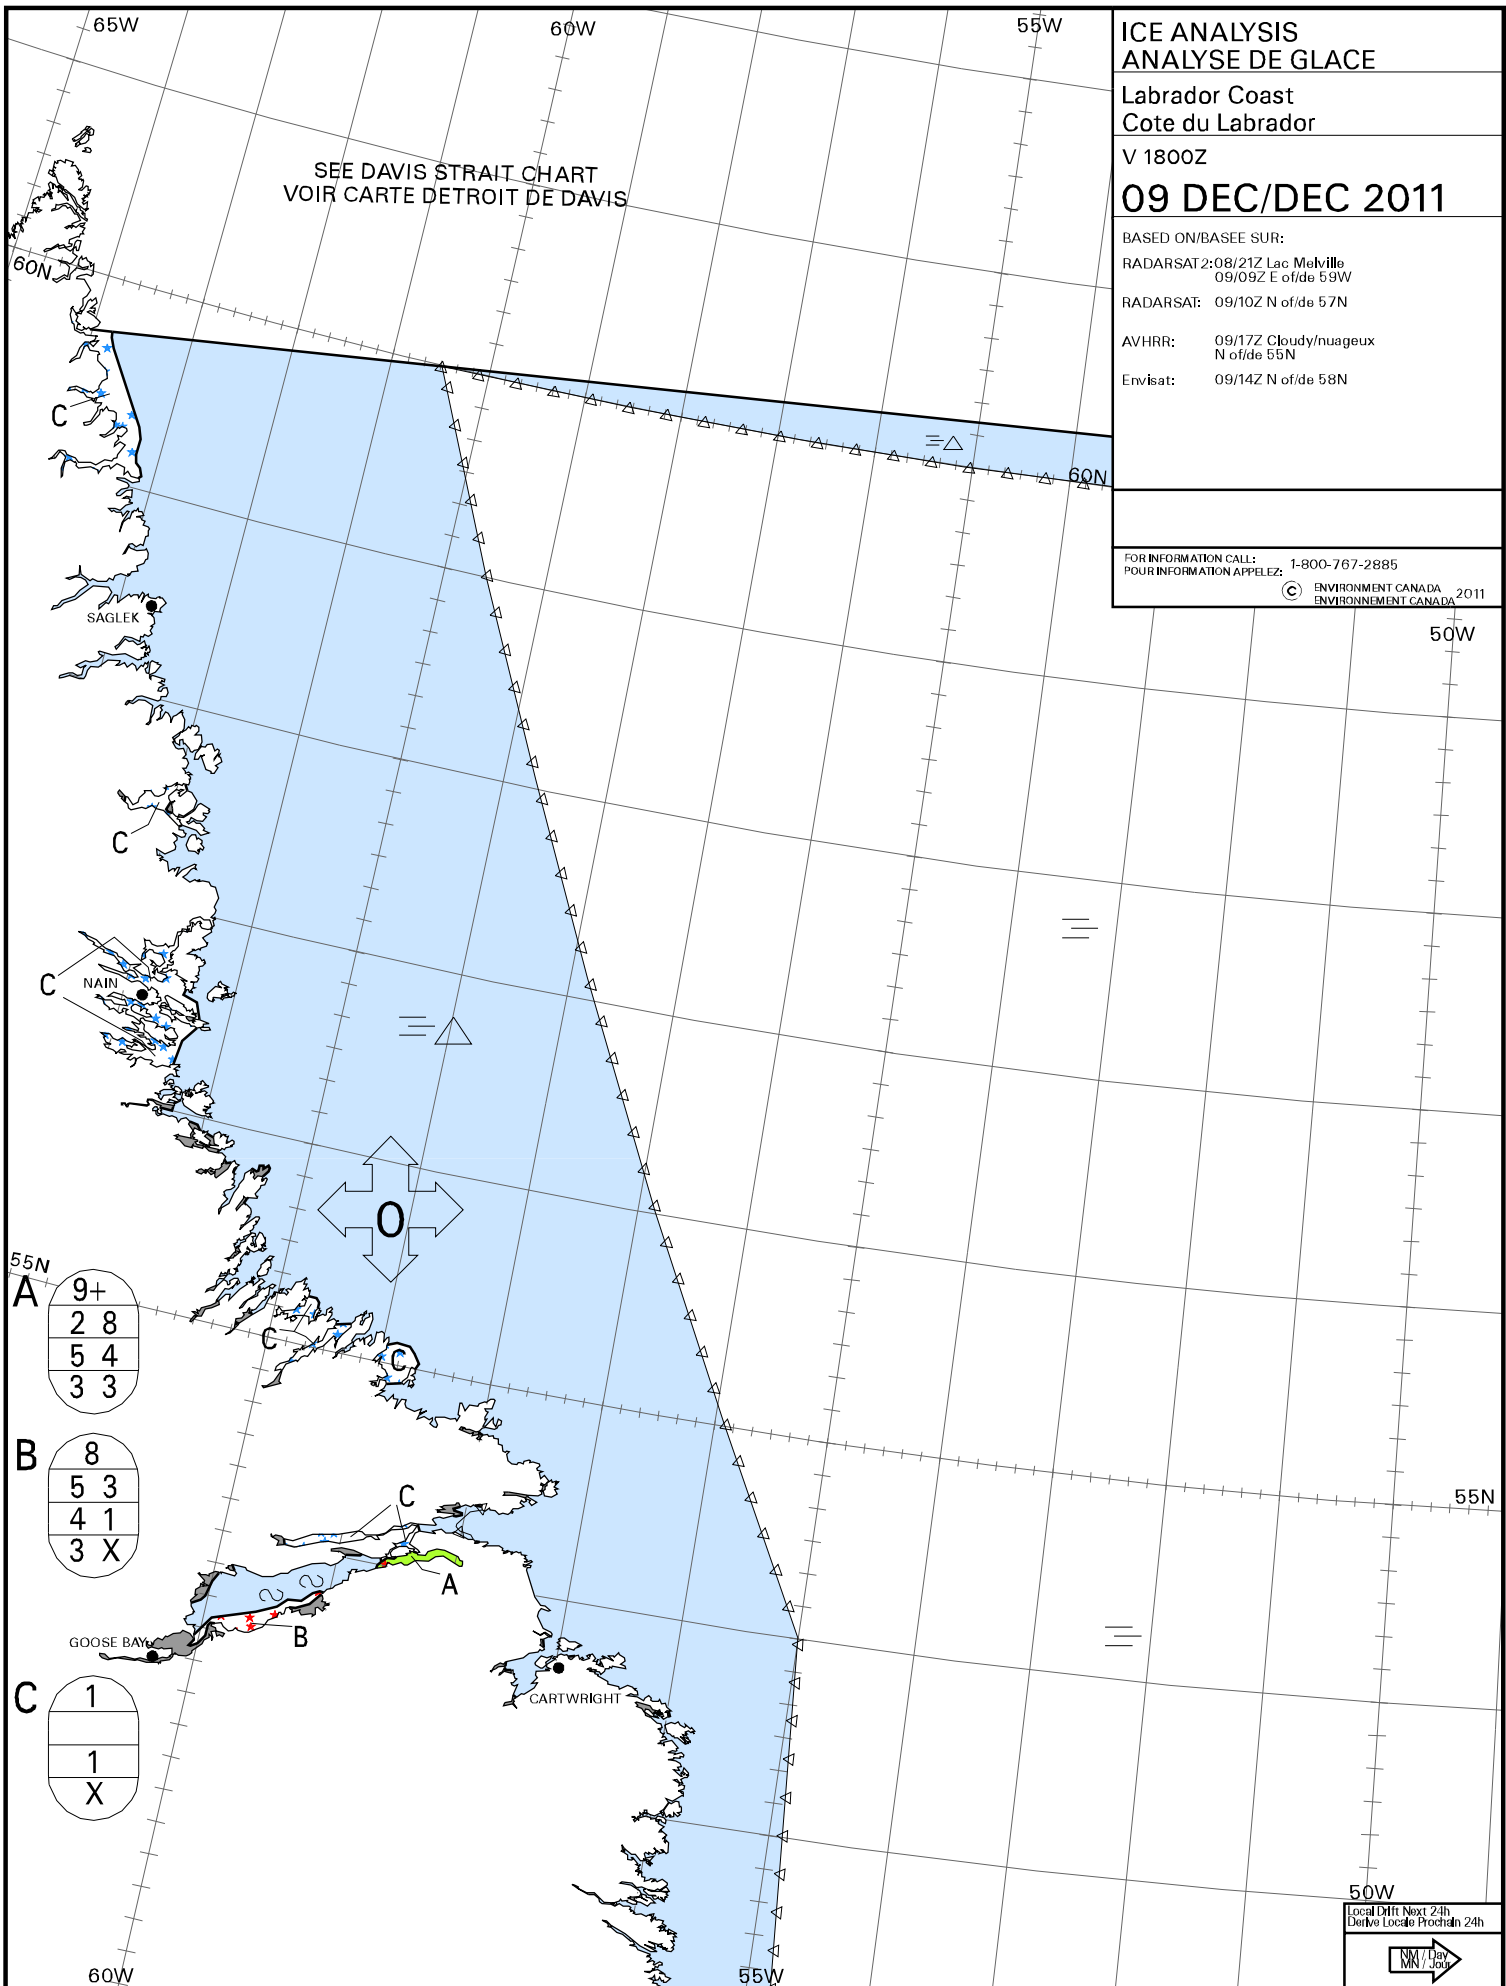 65W
60W
55W
ICE ANALYSIS
ANALYSE DE GLACE
Labrador Coast
Cote du Labrador
V 1800Z
09 DEC/DEC 2011
BASED ON/BASEE SUR:
RADARSAT2:08/21Z Lac Melville
09/09Z E of/de 59W
RADARSAT: 09/10Z N of/de 57N
AVHRR: 09/17Z Cloudy/nuageux
N of/de 55N
Envisat: 09/14Z N of/de 58N
FOR INFORMATION CALL: 1-800-767-2885
POUR INFORMATION APPELEZ:
© ENVIRONMENT CANADA 2011
ENVIRONNEMENT CANADA
SEE DAVIS STRAIT CHART
VOIR CARTE DETROIT DE DAVIS
60N
C
60N
SAGLEK
50W
C
C
NAIN
O
55N
A
9+
2 8
5 4
3 3
C
C
B
8
5 3
4 1
3 X
C
A
B
55N
GOOSE BAY
CARTWRIGHT
C
1
1
X
60W
55W
50W
Local Drift Next 24h
Derive Locale Prochain 24h
NM / Day
MN / Jour